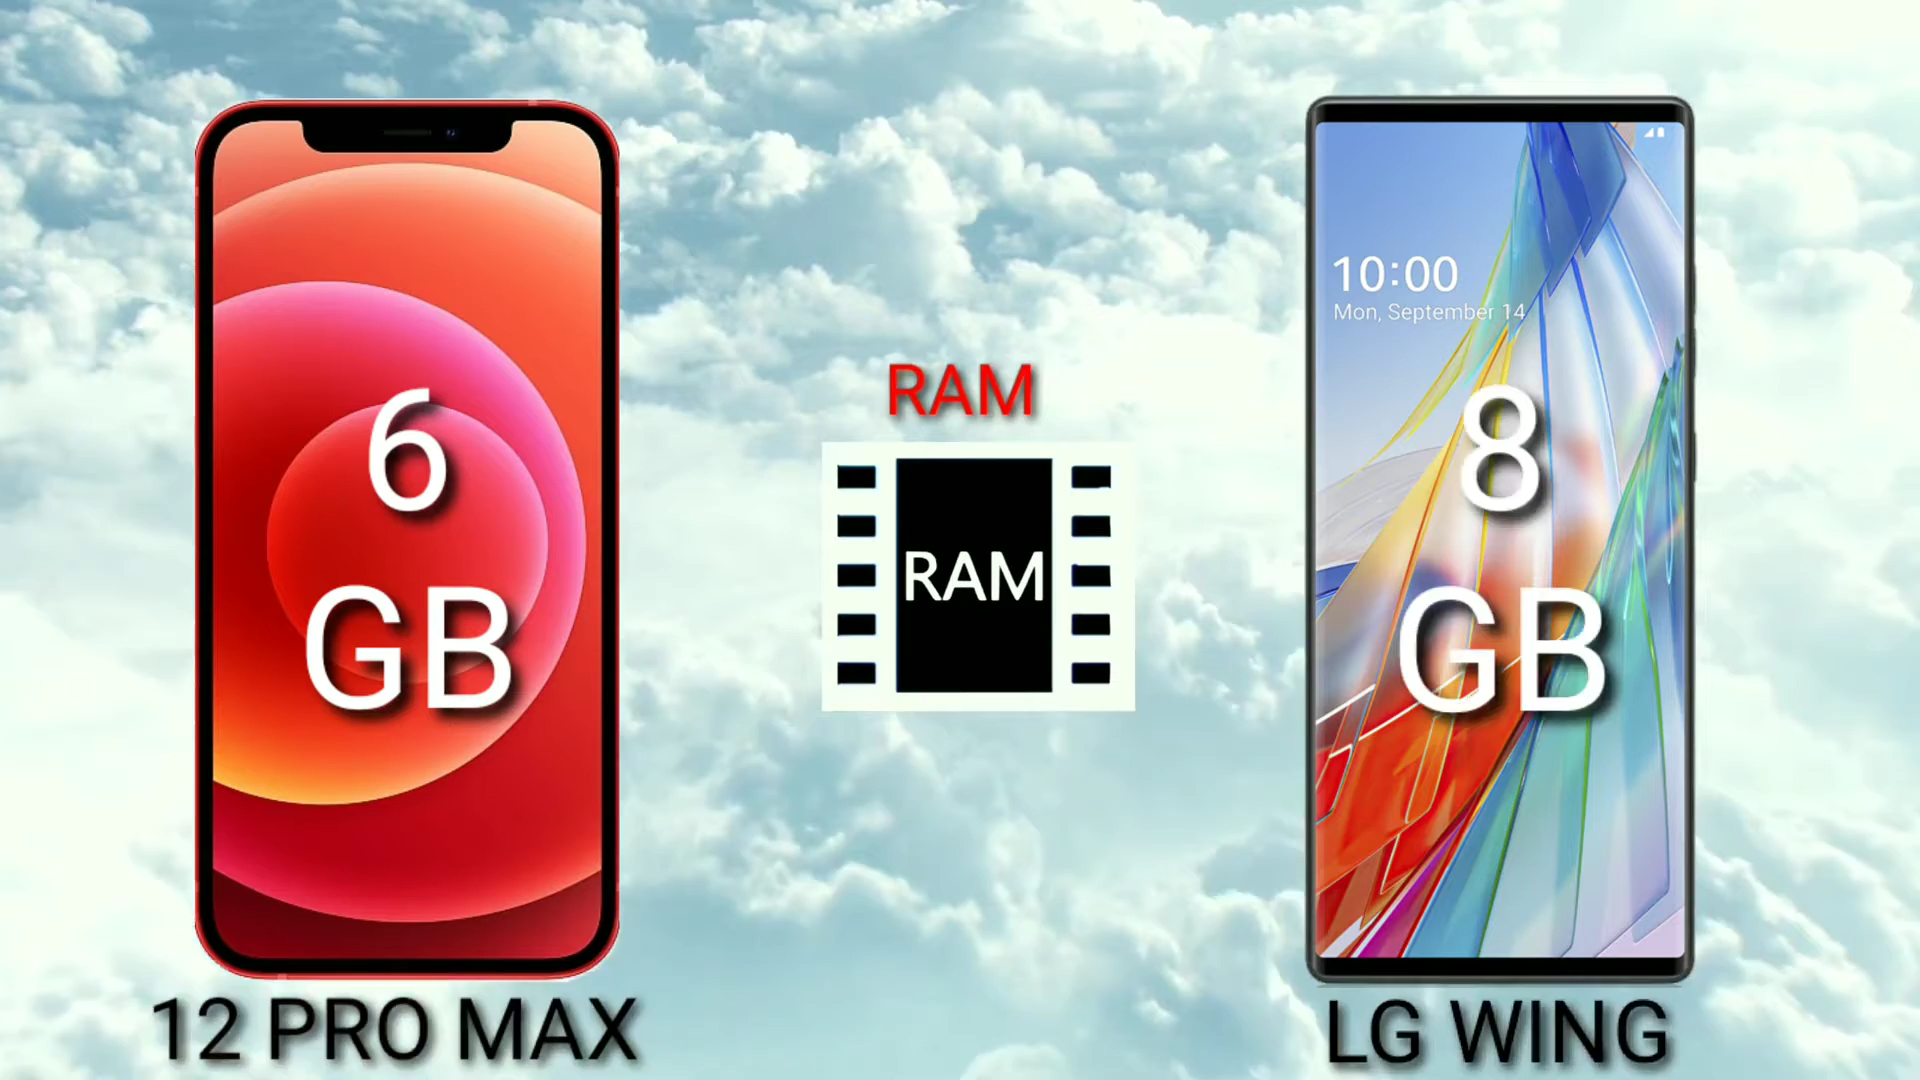 RAM
6
GB
RAM
10:00
Mon, September 14
8
GB
12 PRO MAX
LG WING